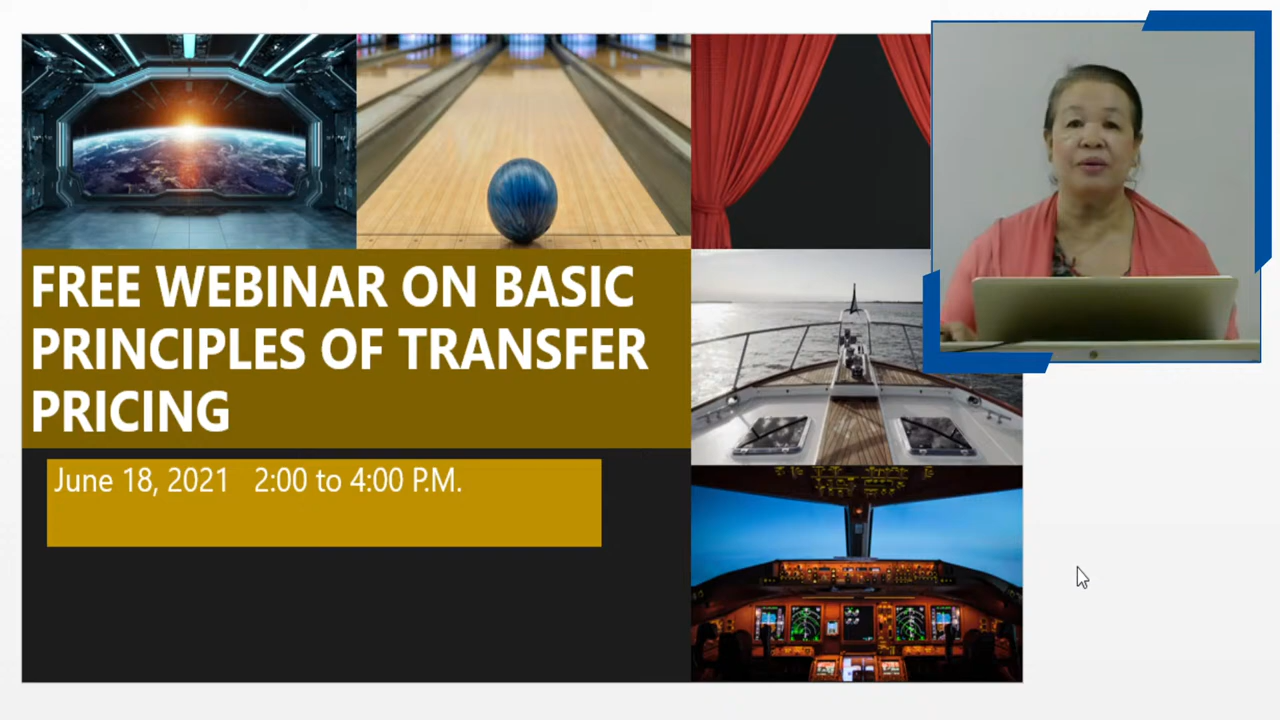 FREE WEBINAR ON BASIC
PRINCIPLES OF TRANSFER
PRICING
June 18, 2021 2:00 to 4:00 P.M.